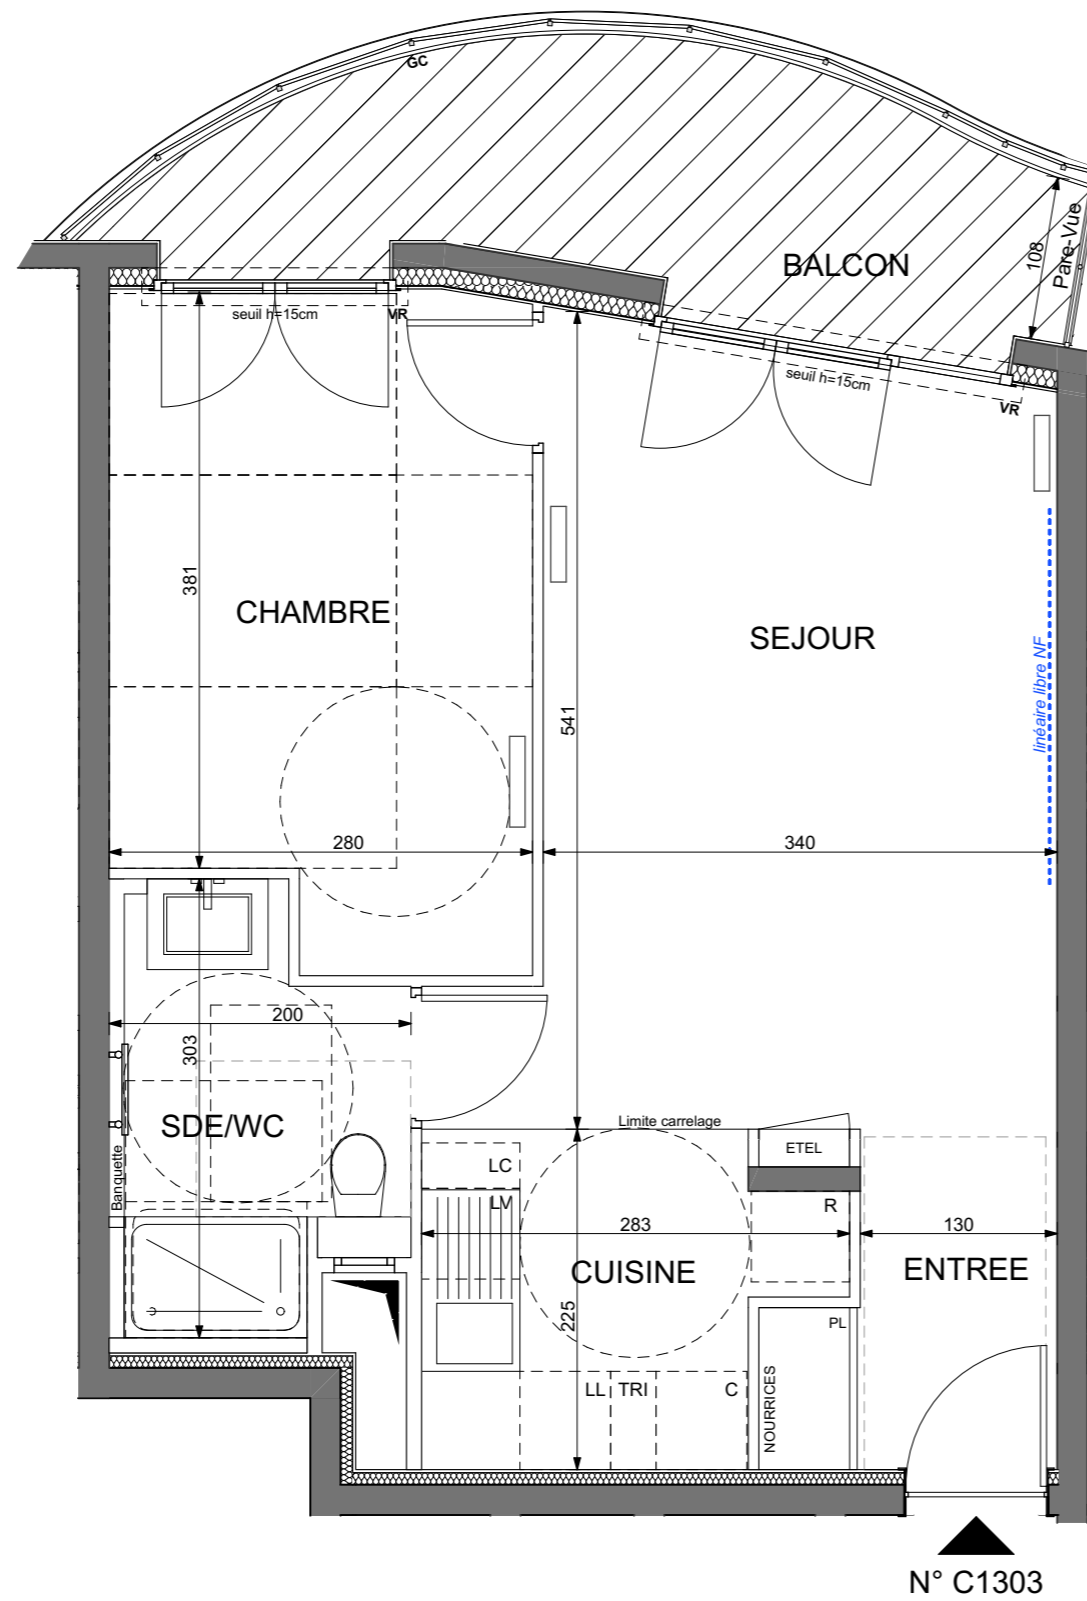 GC
BALCON
108
Pare-Vue
seuil h=15cm
VR
seuil h=15cm
VR
381
CHAMBRE
SEJOUR
541
linéaire libre NF
280
340
200
303
SDE/WC
Banquette
Limite carrelage
ETEL
LC
LV
R
283
130
CUISINE
ENTREE
225
PL
NOURRICES
LL
TRI
C
N° C1303